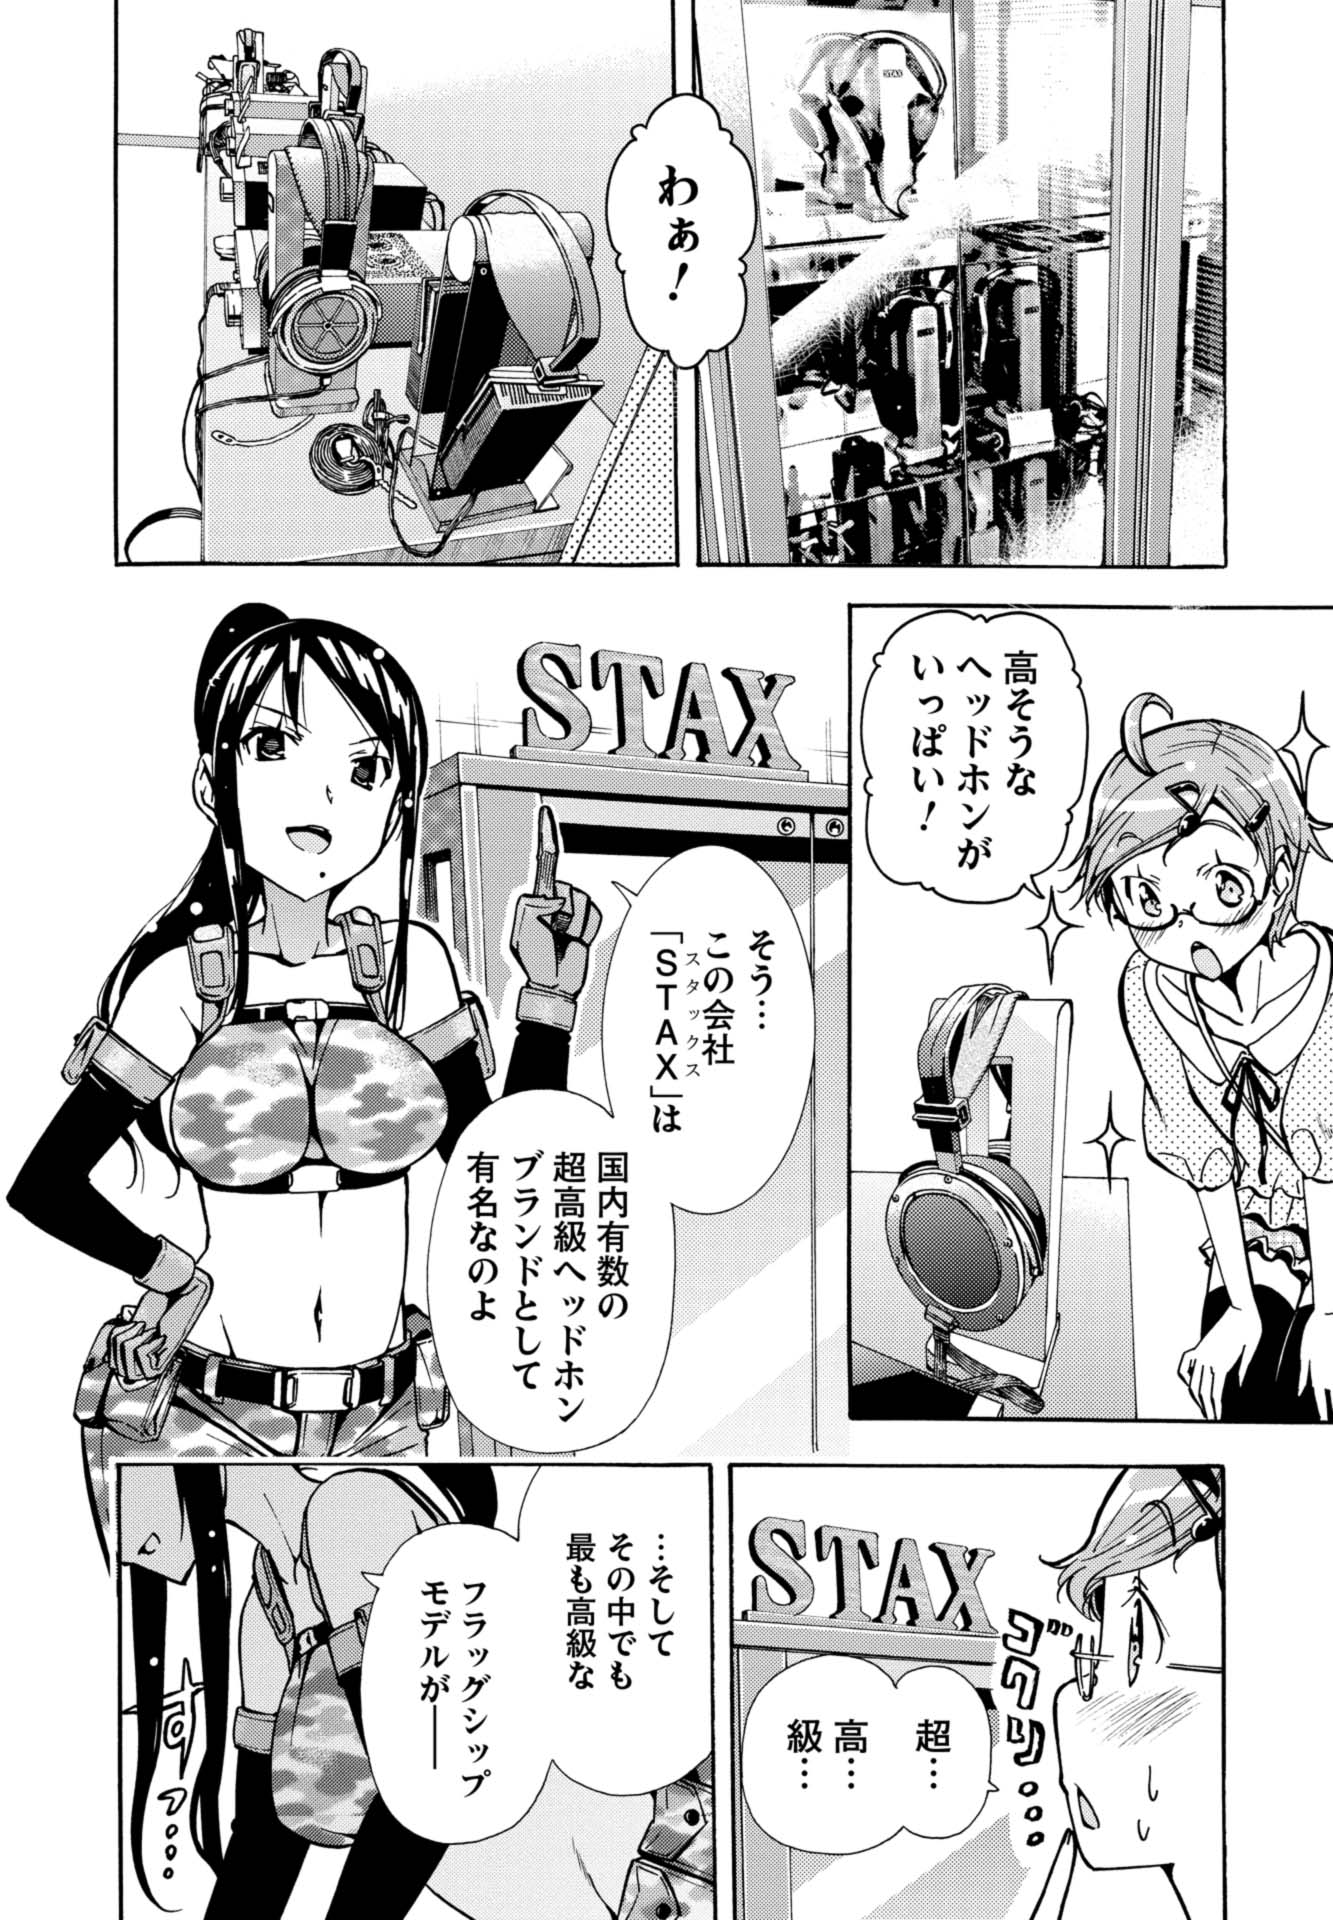 STAX
わぁ！
高そうな
ヘッドホンが
いっぱい！
STAX
そう…
この会社
「STAX」は
スタックス
国内有数の
超高級ヘッドホン
ブランドとして
有名なのよ
STAX
超…
高…
級…
ゴクリ…
…そして
その中でも
最も高級な
フラッグシップ
モデルが――
すっ…